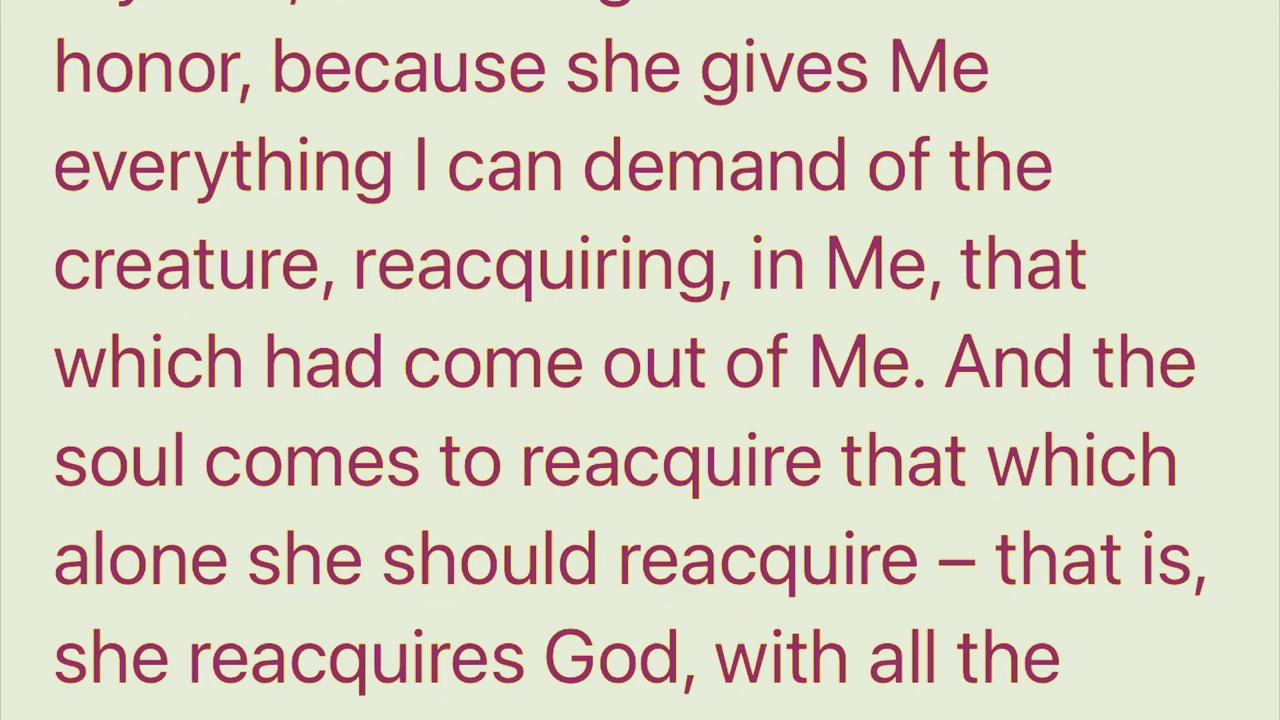 honor, because she gives Me
everything I can demand of the
creature, reacquiring, in Me, that
which had come out of Me. And the
soul comes to reacquire that which
alone she should reacquire – that is,
she reacquires God, with all the